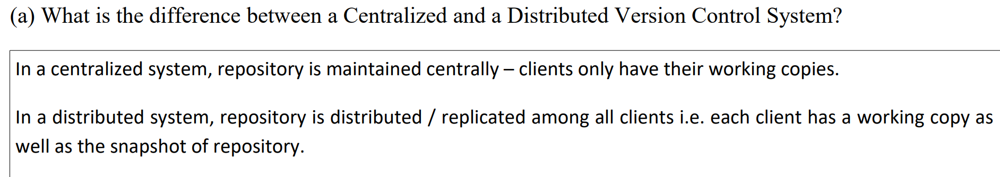 (a) What is the difference between a Centralized and a Distributed Version Control System?
In a centralized system, repository is maintained centrally – clients only have their working copies.
In a distributed system, repository is distributed / replicated among all clients i.e. each client has a working copy as
well as the snapshot of repository.